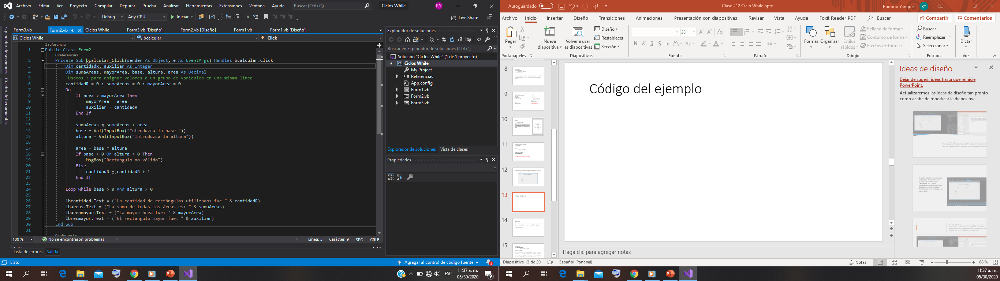 Archivo Editar Ver Proyecto Compilar Depurar Prueba Analizar Herramientas Extensiones Ventana Ayuda Buscar (Ctrl+Q) Ciclos While RY
Debug Any CPU Iniciar Live Share
Form3.vb Form2.vb Ciclos While Form3.vb [Diseño] Form2.vb [Diseño] Form1.vb Form1.vb [Diseño]
Ciclos While bcalcular Click
Explorador de servidores
Cuadro de herramientas
1 referencia
1 Public Class Form2
0 referencias
2 Private Sub bcalcular_Click(sender As Object, e As EventArgs) Handles bcalcular.Click
3 Dim cantidadR, auxiliar As Integer
4 Dim sumaAreas, mayorArea, base, altura, area As Decimal
5 'Usamos : para asignar valores a un grupo de variables en una misma línea
6 cantidadR = 0 : sumaAreas = 0 : mayorArea = 0
7 Do
8 If area > mayorArea Then
9 mayorArea = area
10 auxiliar = cantidadR
11 End If
12
13 sumaAreas = sumaAreas + area
14 base = Val(InputBox("Introduzca la base "))
15 altura = Val(InputBox("Introduzca la altura"))
16
17 area = base * altura
18 If base < 0 Or altura < 0 Then
19 MsgBox("Rectangulo no válido")
20 Else
21 cantidadR = cantidadR + 1
22 End If
23
24 Loop While base > 0 And altura > 0
25
26 lbcantidad.Text = ("La cantidad de rectángulos utilizados fue " & cantidadR)
27 lbareas.Text = ("La suma de todas las áreas es: " & sumaAreas)
28 lbareamayor.Text = ("La mayor área fue: " & mayorArea)
29 lbrecmayor.Text = ("El rectangulo mayor fue: " & auxiliar)
30 End Sub
31
0 referencias
100 % No se encontraron problemas. Línea: 3 Carácter: 9 SPC CRLF
Lista de errores Salida
Explorador de soluciones
Buscar en Explorador de soluciones (Ctrl+´)
Solución "Ciclos While" (1 de 1 proyecto)
Ciclos While
My Project
Referencias
App.config
Form1.vb
Form2.vb
Form3.vb
Explorador de soluciones Vista de clases
Propiedades
Listo Agregar al control de código fuente 3
ESP 11:37 a. m.
05/30/2020 9
Autoguardado Clase #12 Ciclo While.pptx Rodrigo Yanguez RY
Archivo Inicio Insertar Diseño Transiciones Animaciones Presentación con diapositivas Revisar Vista Ayuda Foxit Reader PDF Buscar Compartir Comentarios
Pegar
Portapapeles
Nueva diapositiva
Volver a usar las diapositivas
Diseño
Restablecer
Sección
Diapositivas
28
N K S S ab AV Aa A
Fuente
Párrafo
Formas Organizar Estilos rápidos
Relleno de forma
Contorno de forma
Efectos de forma
Dibujo
Buscar
Reemplazar
Seleccionar
Edición
Dictar
Voz
8
9
10
11
12
13
14
15
Código del ejemplo
Haga clic para agregar notas
Ideas de diseño
Dejar de sugerir ideas hasta que reinicie
PowerPoint.
Actualizaremos las Ideas de diseño tan pronto
como acabe de modificar la diapositiva
Diapositiva 13 de 20 Español (Panamá) Notas 68 %
11:37 a. m.
05/30/2020